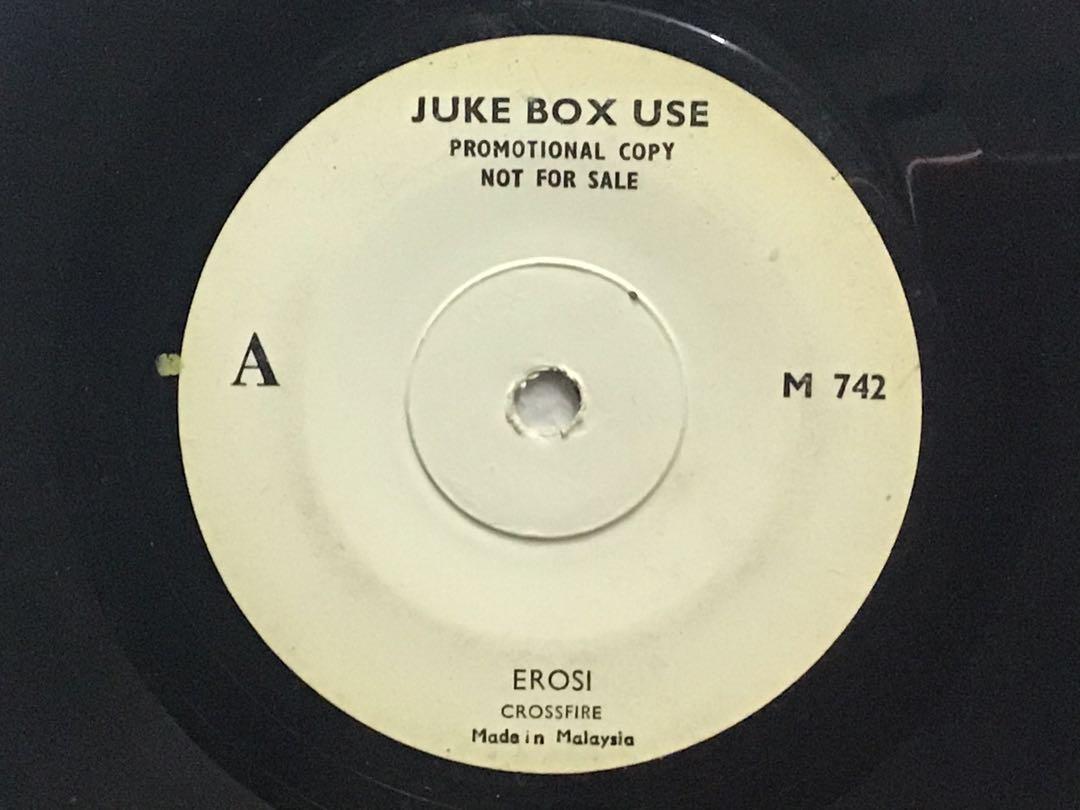 JUKE BOX USE
PROMOTIONAL COPY
NOT FOR SALE
A
M 742
EROSI
CROSSFIRE
Made in Malaysia